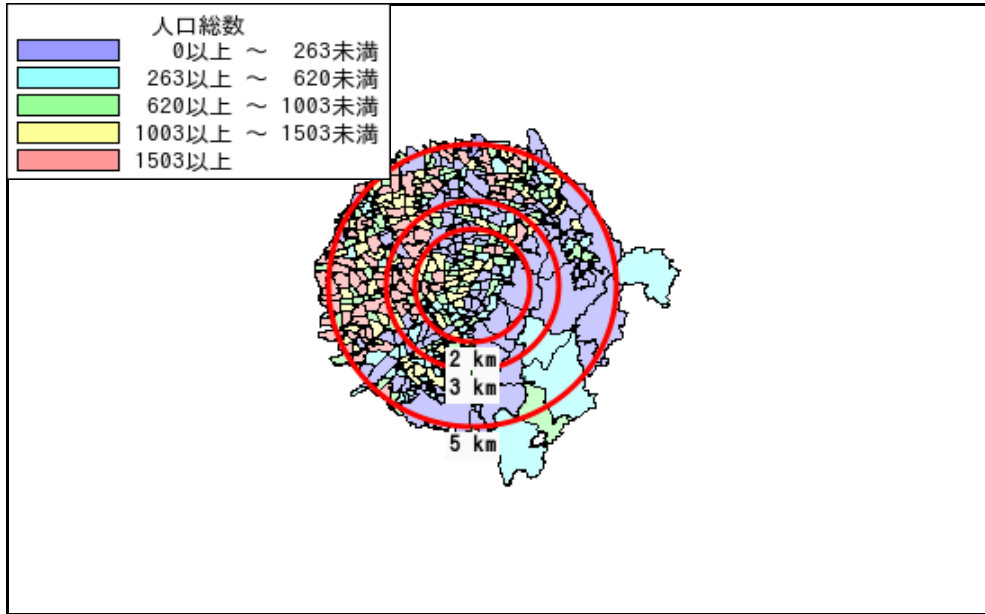 人口総数
0以上 ～ 263未満
263以上 ～ 620未満
620以上 ～ 1003未満
1003以上 ～ 1503未満
1503以上
2 km
3 km
5 km